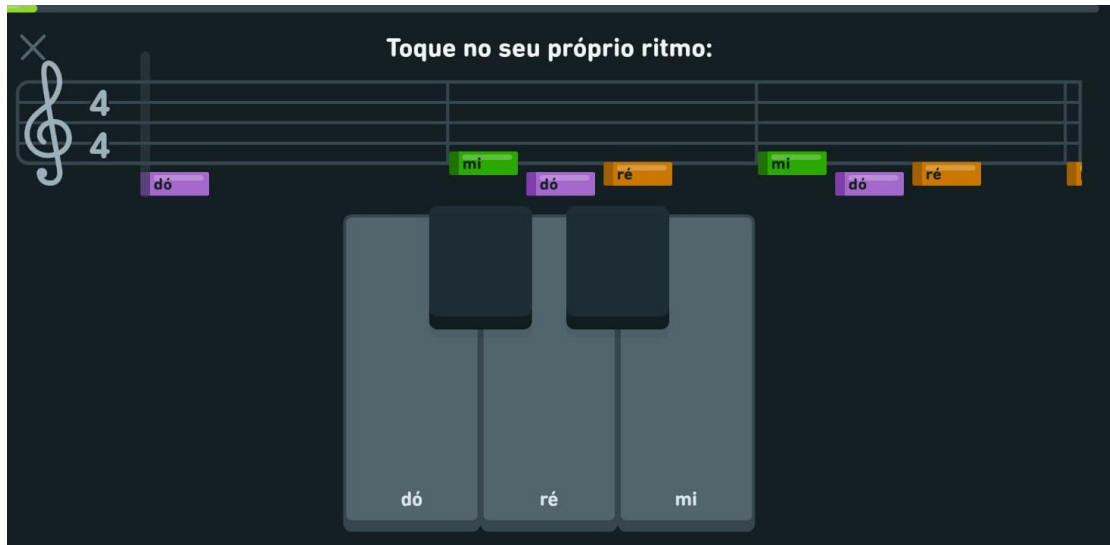 Toque no seu próprio ritmo:
4
4
dó mi dó ré mi dó ré
dó ré mi